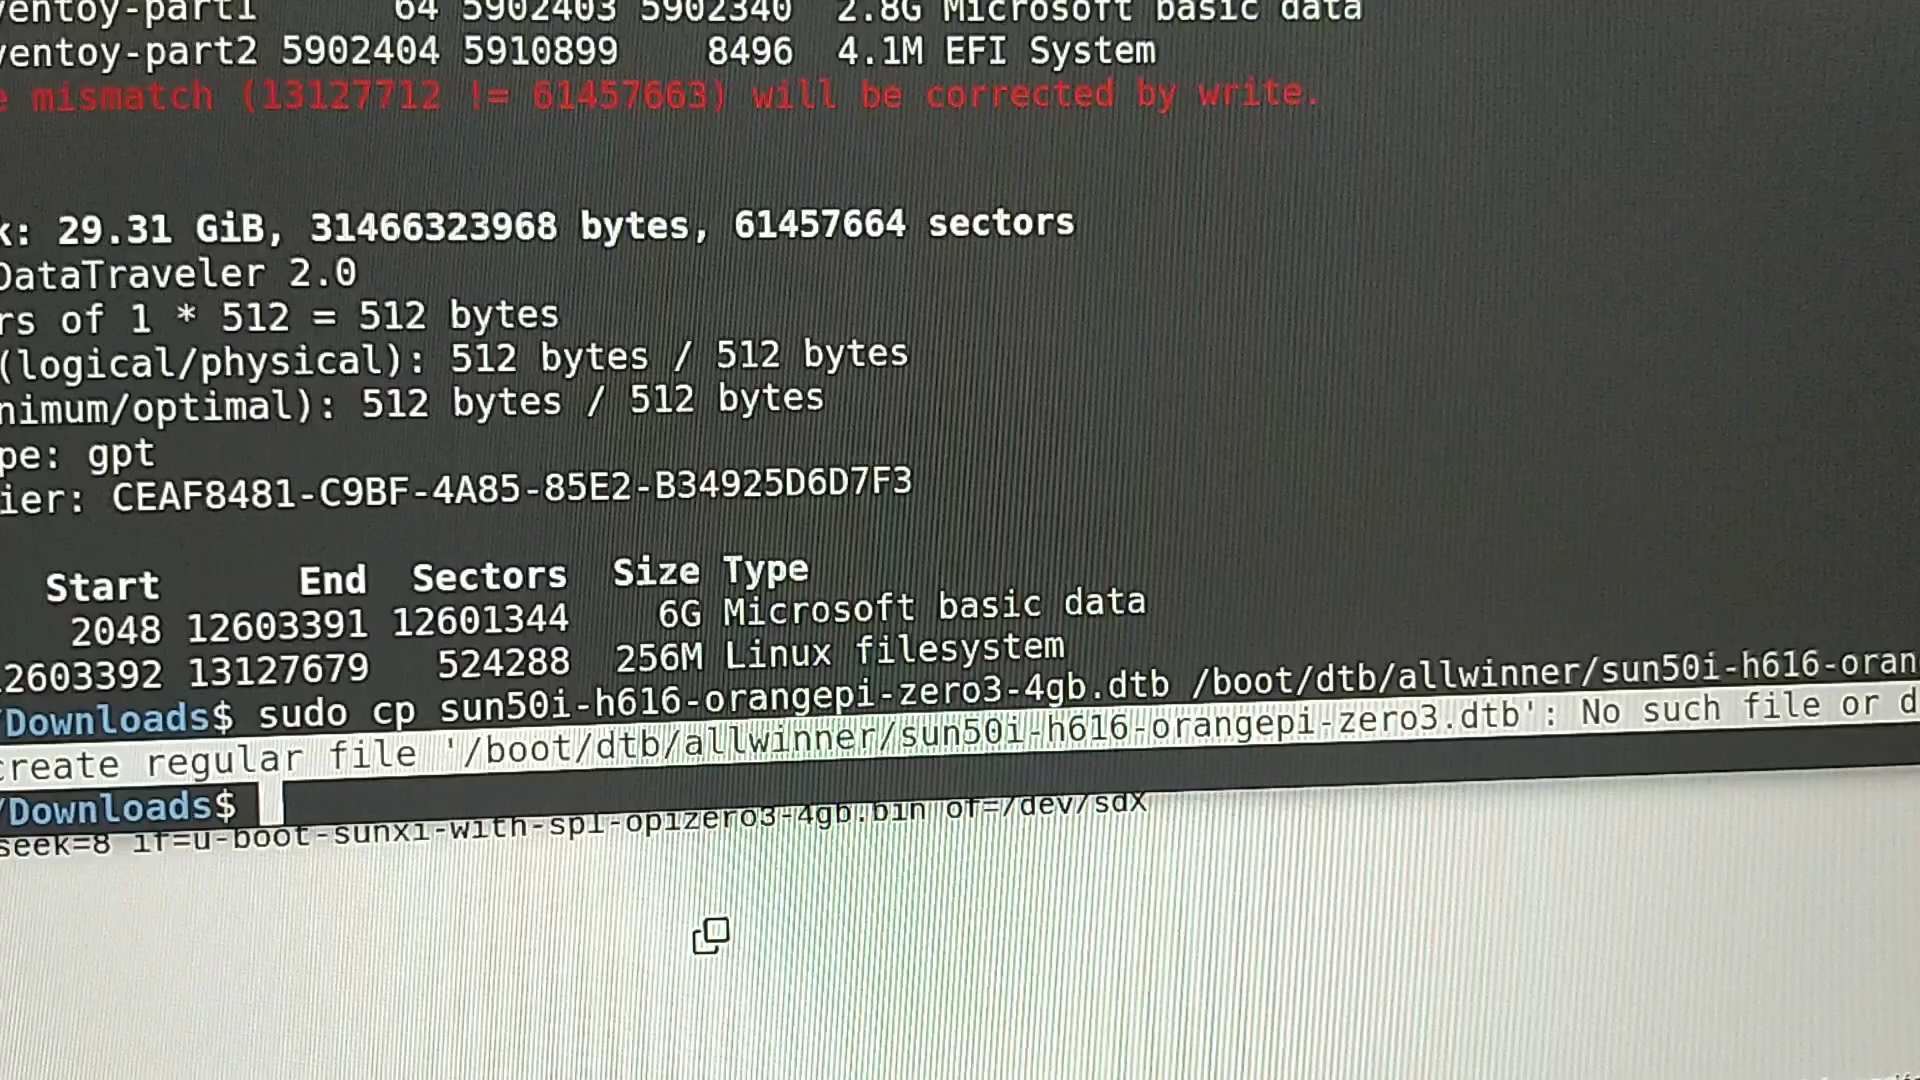 ventoy-part1 64 5902403 5902340 2.8G Microsoft basic data
ventoy-part2 5902404 5910899 8496 4.1M EFI System
e mismatch (13127712 != 61457663) will be corrected by write.
k: 29.31 GiB, 31466323968 bytes, 61457664 sectors
DataTraveler 2.0
rs of 1 * 512 = 512 bytes
(logical/physical): 512 bytes / 512 bytes
nimum/optimal): 512 bytes / 512 bytes
pe: gpt
ier: CEAF8481-C9BF-4A85-85E2-B34925D6D7F3
Start End Sectors Size Type
2048 12603391 12601344 6G Microsoft basic data
12603392 13127679 524288 256M Linux filesystem
/Downloads$ sudo cp sun50i-h616-orangepi-zero3-4gb.dtb /boot/dtb/allwinner/sun50i-h616-oran
create regular file '/boot/dtb/allwinner/sun50i-h616-orangepi-zero3.dtb': No such file or d
/Downloads$
seek=8 if=u-boot-sunxi-with-spl-opizero3-4gb.bin of=/dev/sdx